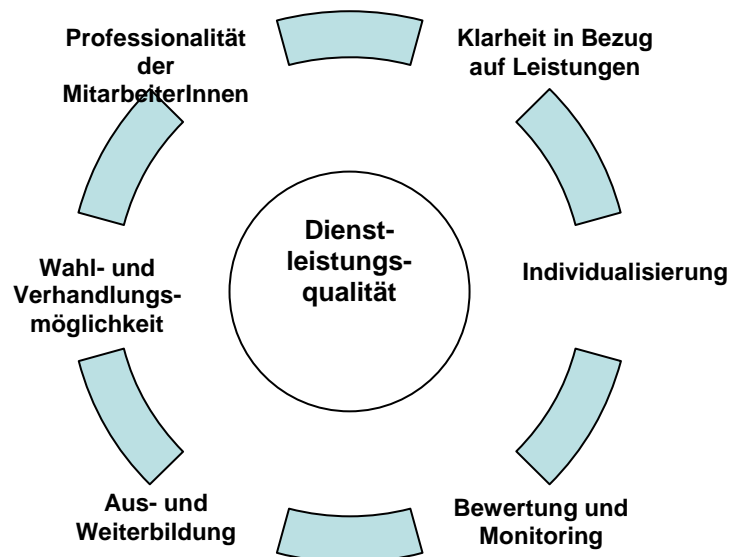 Professionalität
der
MitarbeiterInnen
Klarheit in Bezug
auf Leistungen
Dienst-
leistungs-
qualität
Wahl- und
Verhandlungs-
möglichkeit
Individualisierung
Aus- und
Weiterbildung
Bewertung und
Monitoring